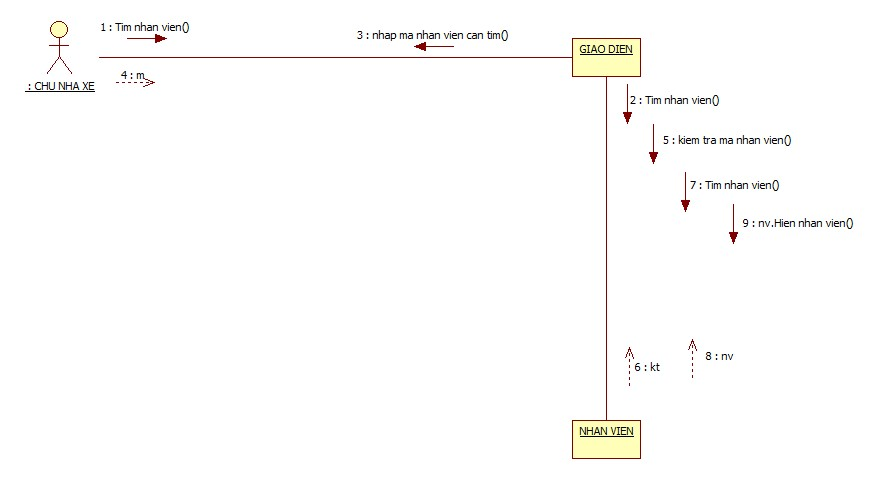 1 : Tim nhan vien()
3 : nhap ma nhan vien can tim()
GIAO DIEN
4 : m
: CHU NHA XE
2 : Tim nhan vien()
5 : kiem tra ma nhan vien()
7 : Tim nhan vien()
9 : nv.Hien nhan vien()
8 : nv
6 : kt
NHAN VIEN